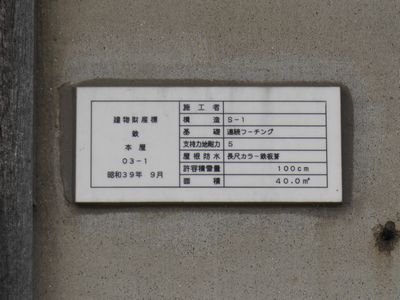 建物財産標
鉄
本屋
03-1
昭和39年 9月
施工者
構造 S-1
基礎 連続フーチング
支持力地耐力 5
屋根防水 長尺カラー鉄板葺
許容積雪量 100cm
面積 40.0㎡